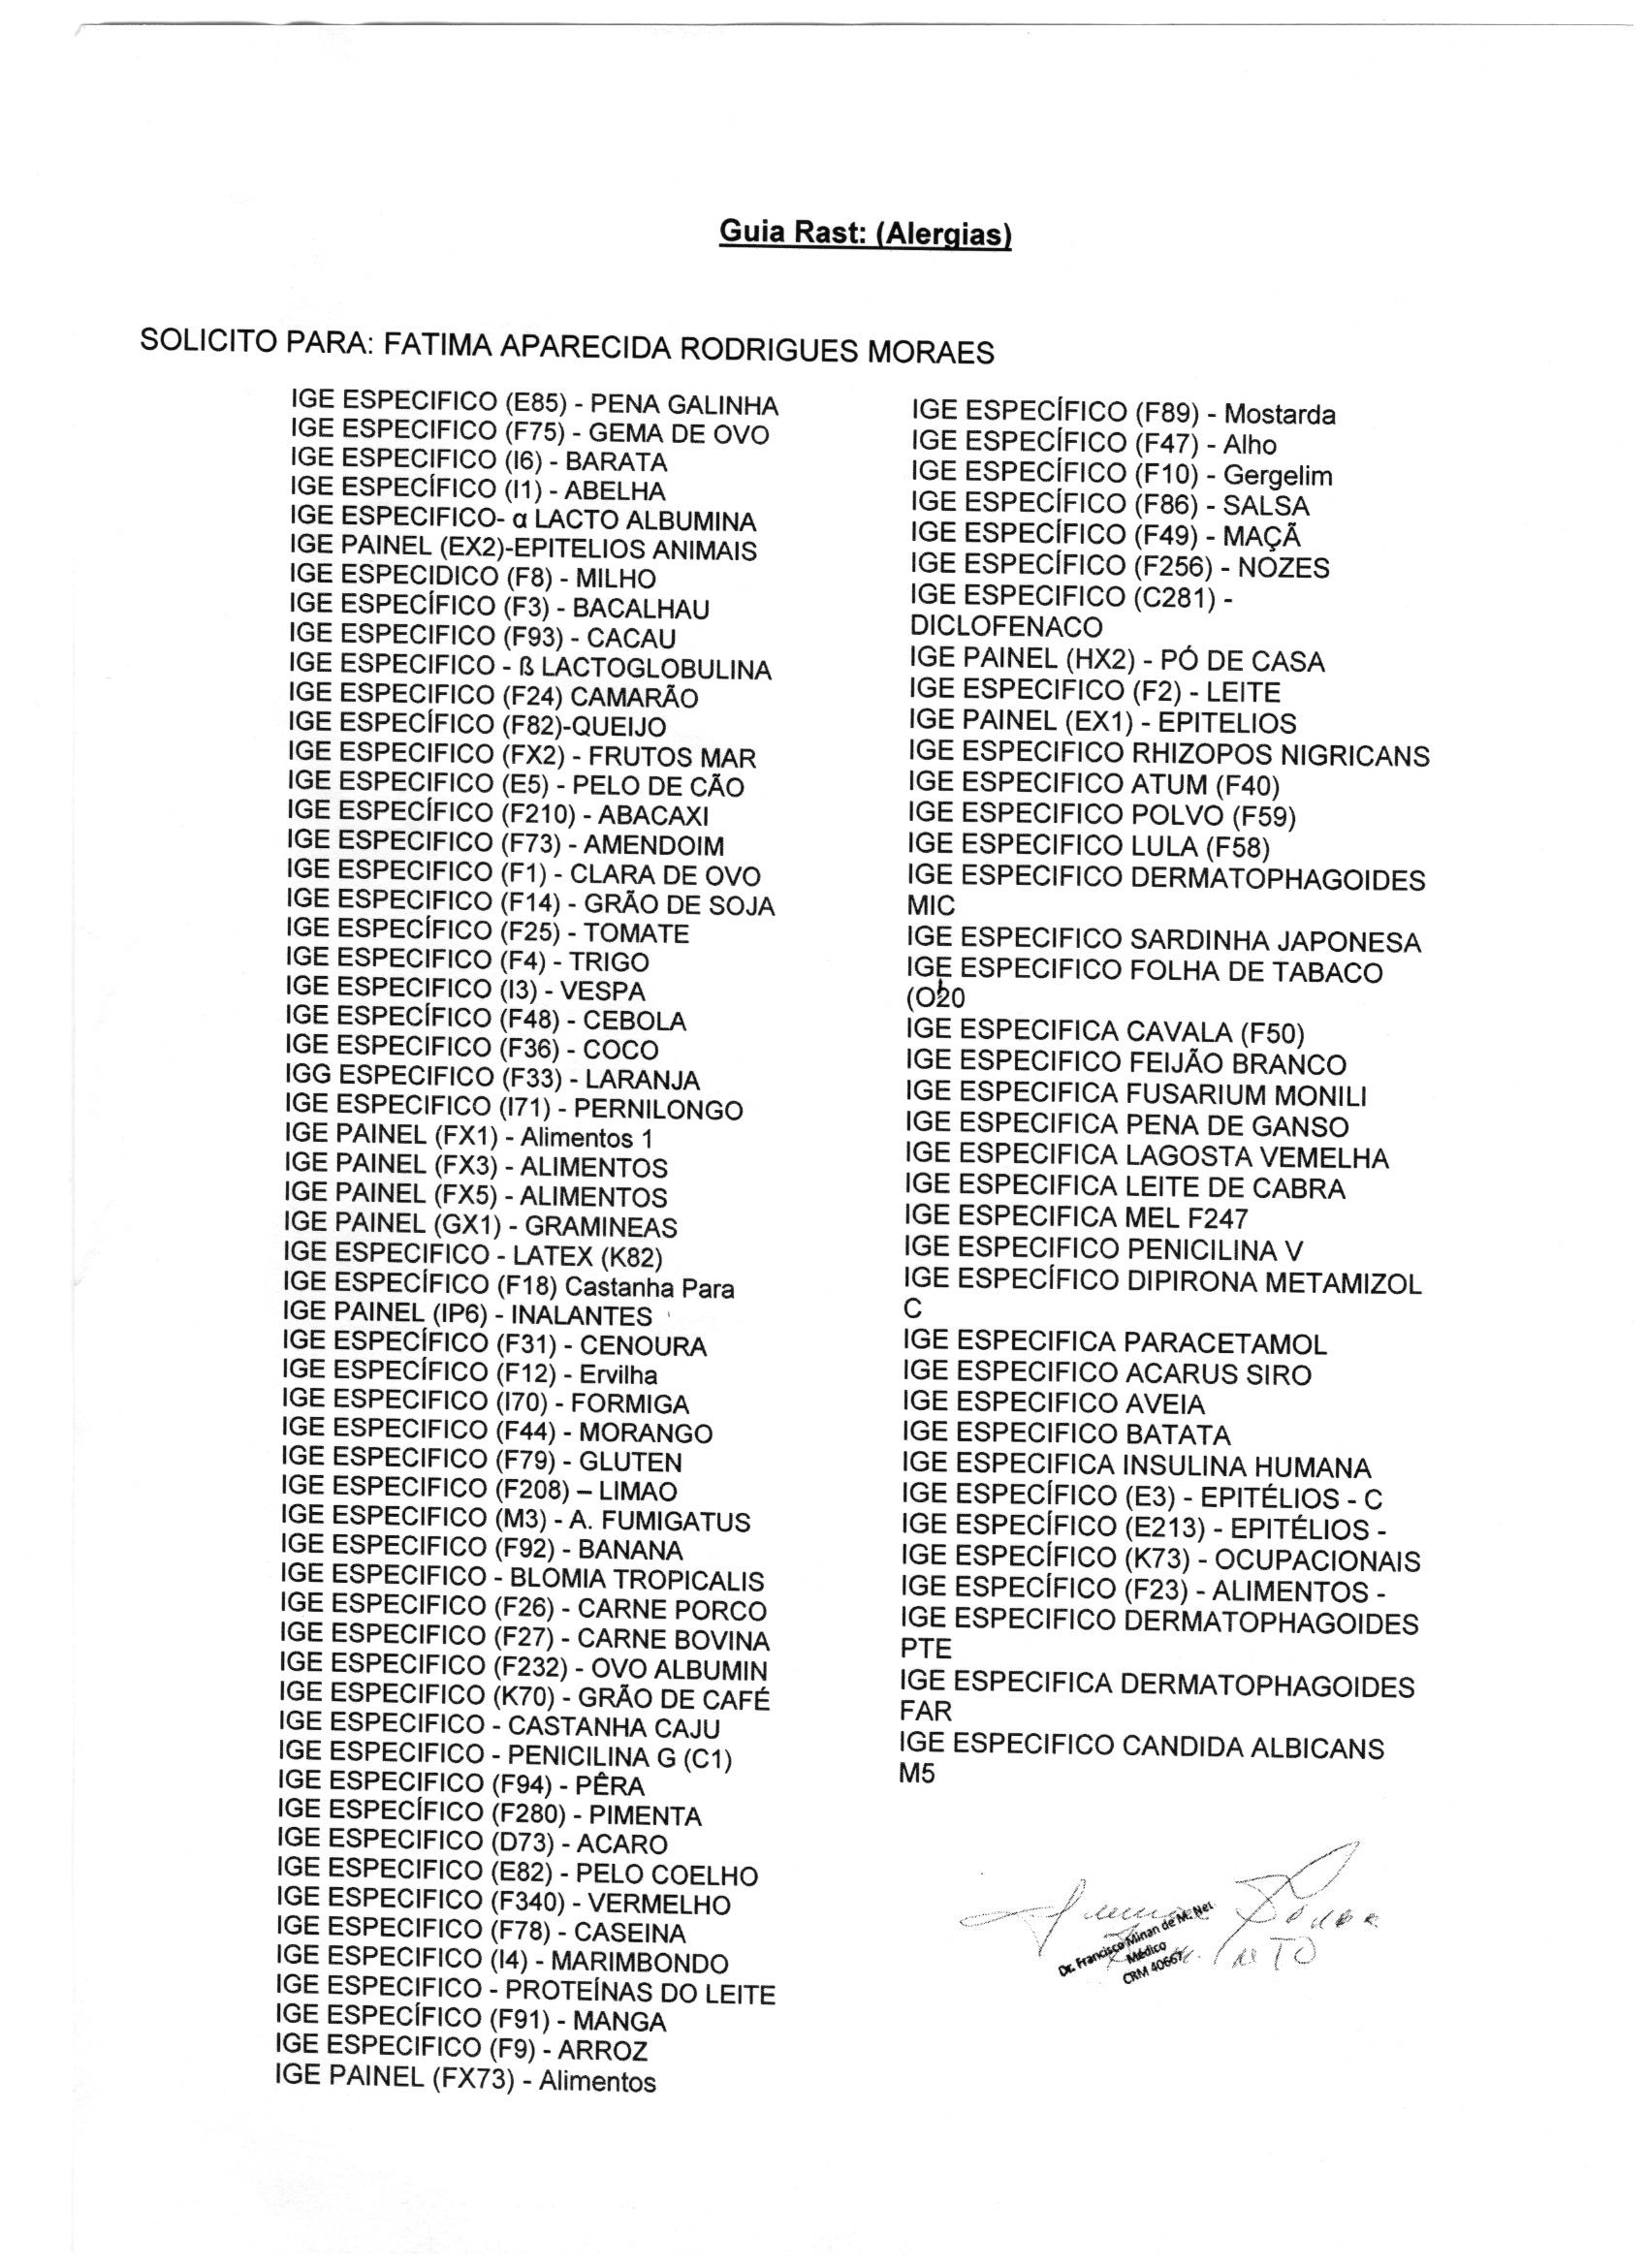 Guia Rast: (Alergias)
SOLICITO PARA: FATIMA APARECIDA RODRIGUES MORAES
IGE ESPECIFICO (E85) - PENA GALINHA
IGE ESPECIFICO (F75) - GEMA DE OVO
IGE ESPECIFICO (I6) - BARATA
IGE ESPECÍFICO (I1) - ABELHA
IGE ESPECIFICO- α LACTO ALBUMINA
IGE PAINEL (EX2)-EPITELIOS ANIMAIS
IGE ESPECIDICO (F8) - MILHO
IGE ESPECÍFICO (F3) - BACALHAU
IGE ESPECIFICO (F93) - CACAU
IGE ESPECIFICO - ß LACTOGLOBULINA
IGE ESPECIFICO (F24) CAMARÃO
IGE ESPECÍFICO (F82)-QUEIJO
IGE ESPECIFICO (FX2) - FRUTOS MAR
IGE ESPECIFICO (E5) - PELO DE CÃO
IGE ESPECÍFICO (F210) - ABACAXI
IGE ESPECIFICO (F73) - AMENDOIM
IGE ESPECIFICO (F1) - CLARA DE OVO
IGE ESPECIFICO (F14) - GRÃO DE SOJA
IGE ESPECÍFICO (F25) - TOMATE
IGE ESPECIFICO (F4) - TRIGO
IGE ESPECIFICO (I3) - VESPA
IGE ESPECÍFICO (F48) - CEBOLA
IGE ESPECIFICO (F36) - COCO
IGG ESPECIFICO (F33) - LARANJA
IGE ESPECIFICO (I71) - PERNILONGO
IGE PAINEL (FX1) - Alimentos 1
IGE PAINEL (FX3) - ALIMENTOS
IGE PAINEL (FX5) - ALIMENTOS
IGE PAINEL (GX1) - GRAMINEAS
IGE ESPECIFICO - LATEX (K82)
IGE ESPECÍFICO (F18) Castanha Para
IGE PAINEL (IP6) - INALANTES
IGE ESPECÍFICO (F31) - CENOURA
IGE ESPECÍFICO (F12) - Ervilha
IGE ESPECIFICO (I70) - FORMIGA
IGE ESPECIFICO (F44) - MORANGO
IGE ESPECIFICO (F79) - GLUTEN
IGE ESPECIFICO (F208) – LIMAO
IGE ESPECIFICO (M3) - A. FUMIGATUS
IGE ESPECIFICO (F92) - BANANA
IGE ESPECIFICO - BLOMIA TROPICALIS
IGE ESPECIFICO (F26) - CARNE PORCO
IGE ESPECIFICO (F27) - CARNE BOVINA
IGE ESPECIFICO (F232) - OVO ALBUMIN
IGE ESPECIFICO (K70) - GRÃO DE CAFÉ
IGE ESPECIFICO - CASTANHA CAJU
IGE ESPECIFICO - PENICILINA G (C1)
IGE ESPECIFICO (F94) - PÊRA
IGE ESPECÍFICO (F280) - PIMENTA
IGE ESPECIFICO (D73) - ACARO
IGE ESPECIFICO (E82) - PELO COELHO
IGE ESPECIFICO (F340) - VERMELHO
IGE ESPECIFICO (F78) - CASEINA
IGE ESPECIFICO (I4) - MARIMBONDO
IGE ESPECIFICO - PROTEÍNAS DO LEITE
IGE ESPECÍFICO (F91) - MANGA
IGE ESPECIFICO (F9) - ARROZ
IGE PAINEL (FX73) - Alimentos
IGE ESPECÍFICO (F89) - Mostarda
IGE ESPECÍFICO (F47) - Alho
IGE ESPECÍFICO (F10) - Gergelim
IGE ESPECÍFICO (F86) - SALSA
IGE ESPECÍFICO (F49) - MAÇÃ
IGE ESPECÍFICO (F256) - NOZES
IGE ESPECIFICO (C281) -
DICLOFENACO
IGE PAINEL (HX2) - PÓ DE CASA
IGE ESPECIFICO (F2) - LEITE
IGE PAINEL (EX1) - EPITELIOS
IGE ESPECIFICO RHIZOPOS NIGRICANS
IGE ESPECIFICO ATUM (F40)
IGE ESPECIFICO POLVO (F59)
IGE ESPECIFICO LULA (F58)
IGE ESPECIFICO DERMATOPHAGOIDES
MIC
IGE ESPECIFICO SARDINHA JAPONESA
IGE ESPECIFICO FOLHA DE TABACO
(O20
IGE ESPECIFICA CAVALA (F50)
IGE ESPECIFICO FEIJÃO BRANCO
IGE ESPECIFICA FUSARIUM MONILI
IGE ESPECIFICA PENA DE GANSO
IGE ESPECIFICA LAGOSTA VEMELHA
IGE ESPECIFICA LEITE DE CABRA
IGE ESPECIFICA MEL F247
IGE ESPECIFICO PENICILINA V
IGE ESPECÍFICO DIPIRONA METAMIZOL
C
IGE ESPECIFICA PARACETAMOL
IGE ESPECIFICO ACARUS SIRO
IGE ESPECIFICO AVEIA
IGE ESPECIFICO BATATA
IGE ESPECIFICA INSULINA HUMANA
IGE ESPECÍFICO (E3) - EPITÉLIOS - C
IGE ESPECÍFICO (E213) - EPITÉLIOS -
IGE ESPECÍFICO (K73) - OCUPACIONAIS
IGE ESPECÍFICO (F23) - ALIMENTOS -
IGE ESPECIFICO DERMATOPHAGOIDES
PTE
IGE ESPECIFICA DERMATOPHAGOIDES
FAR
IGE ESPECIFICO CANDIDA ALBICANS
M5
Dr. Francisco Minan de M. Net
Médico
CRM 40667